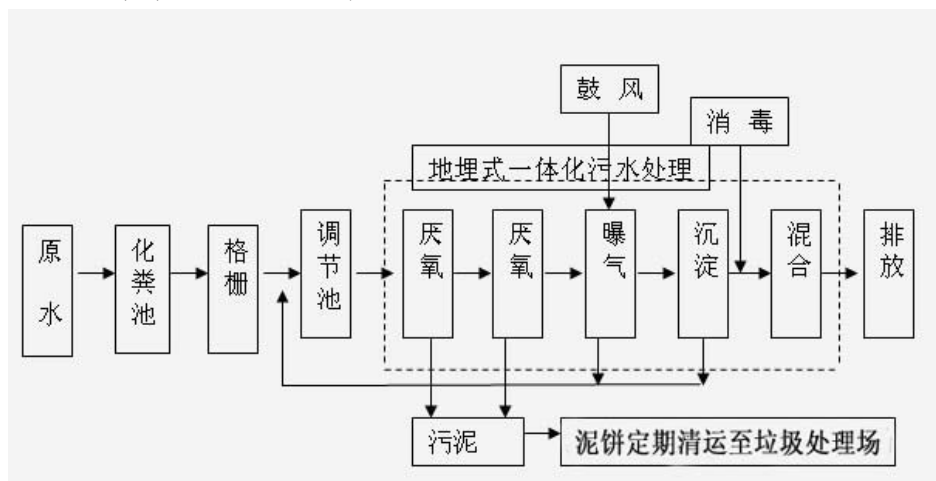 鼓 风
消 毒
地埋式一体化污水处理
原
水
化
粪
池
格
栅
调
节
池
厌
氧
厌
氧
曝
气
沉
淀
混
合
排
放
污泥
泥饼定期清运至垃圾处理场